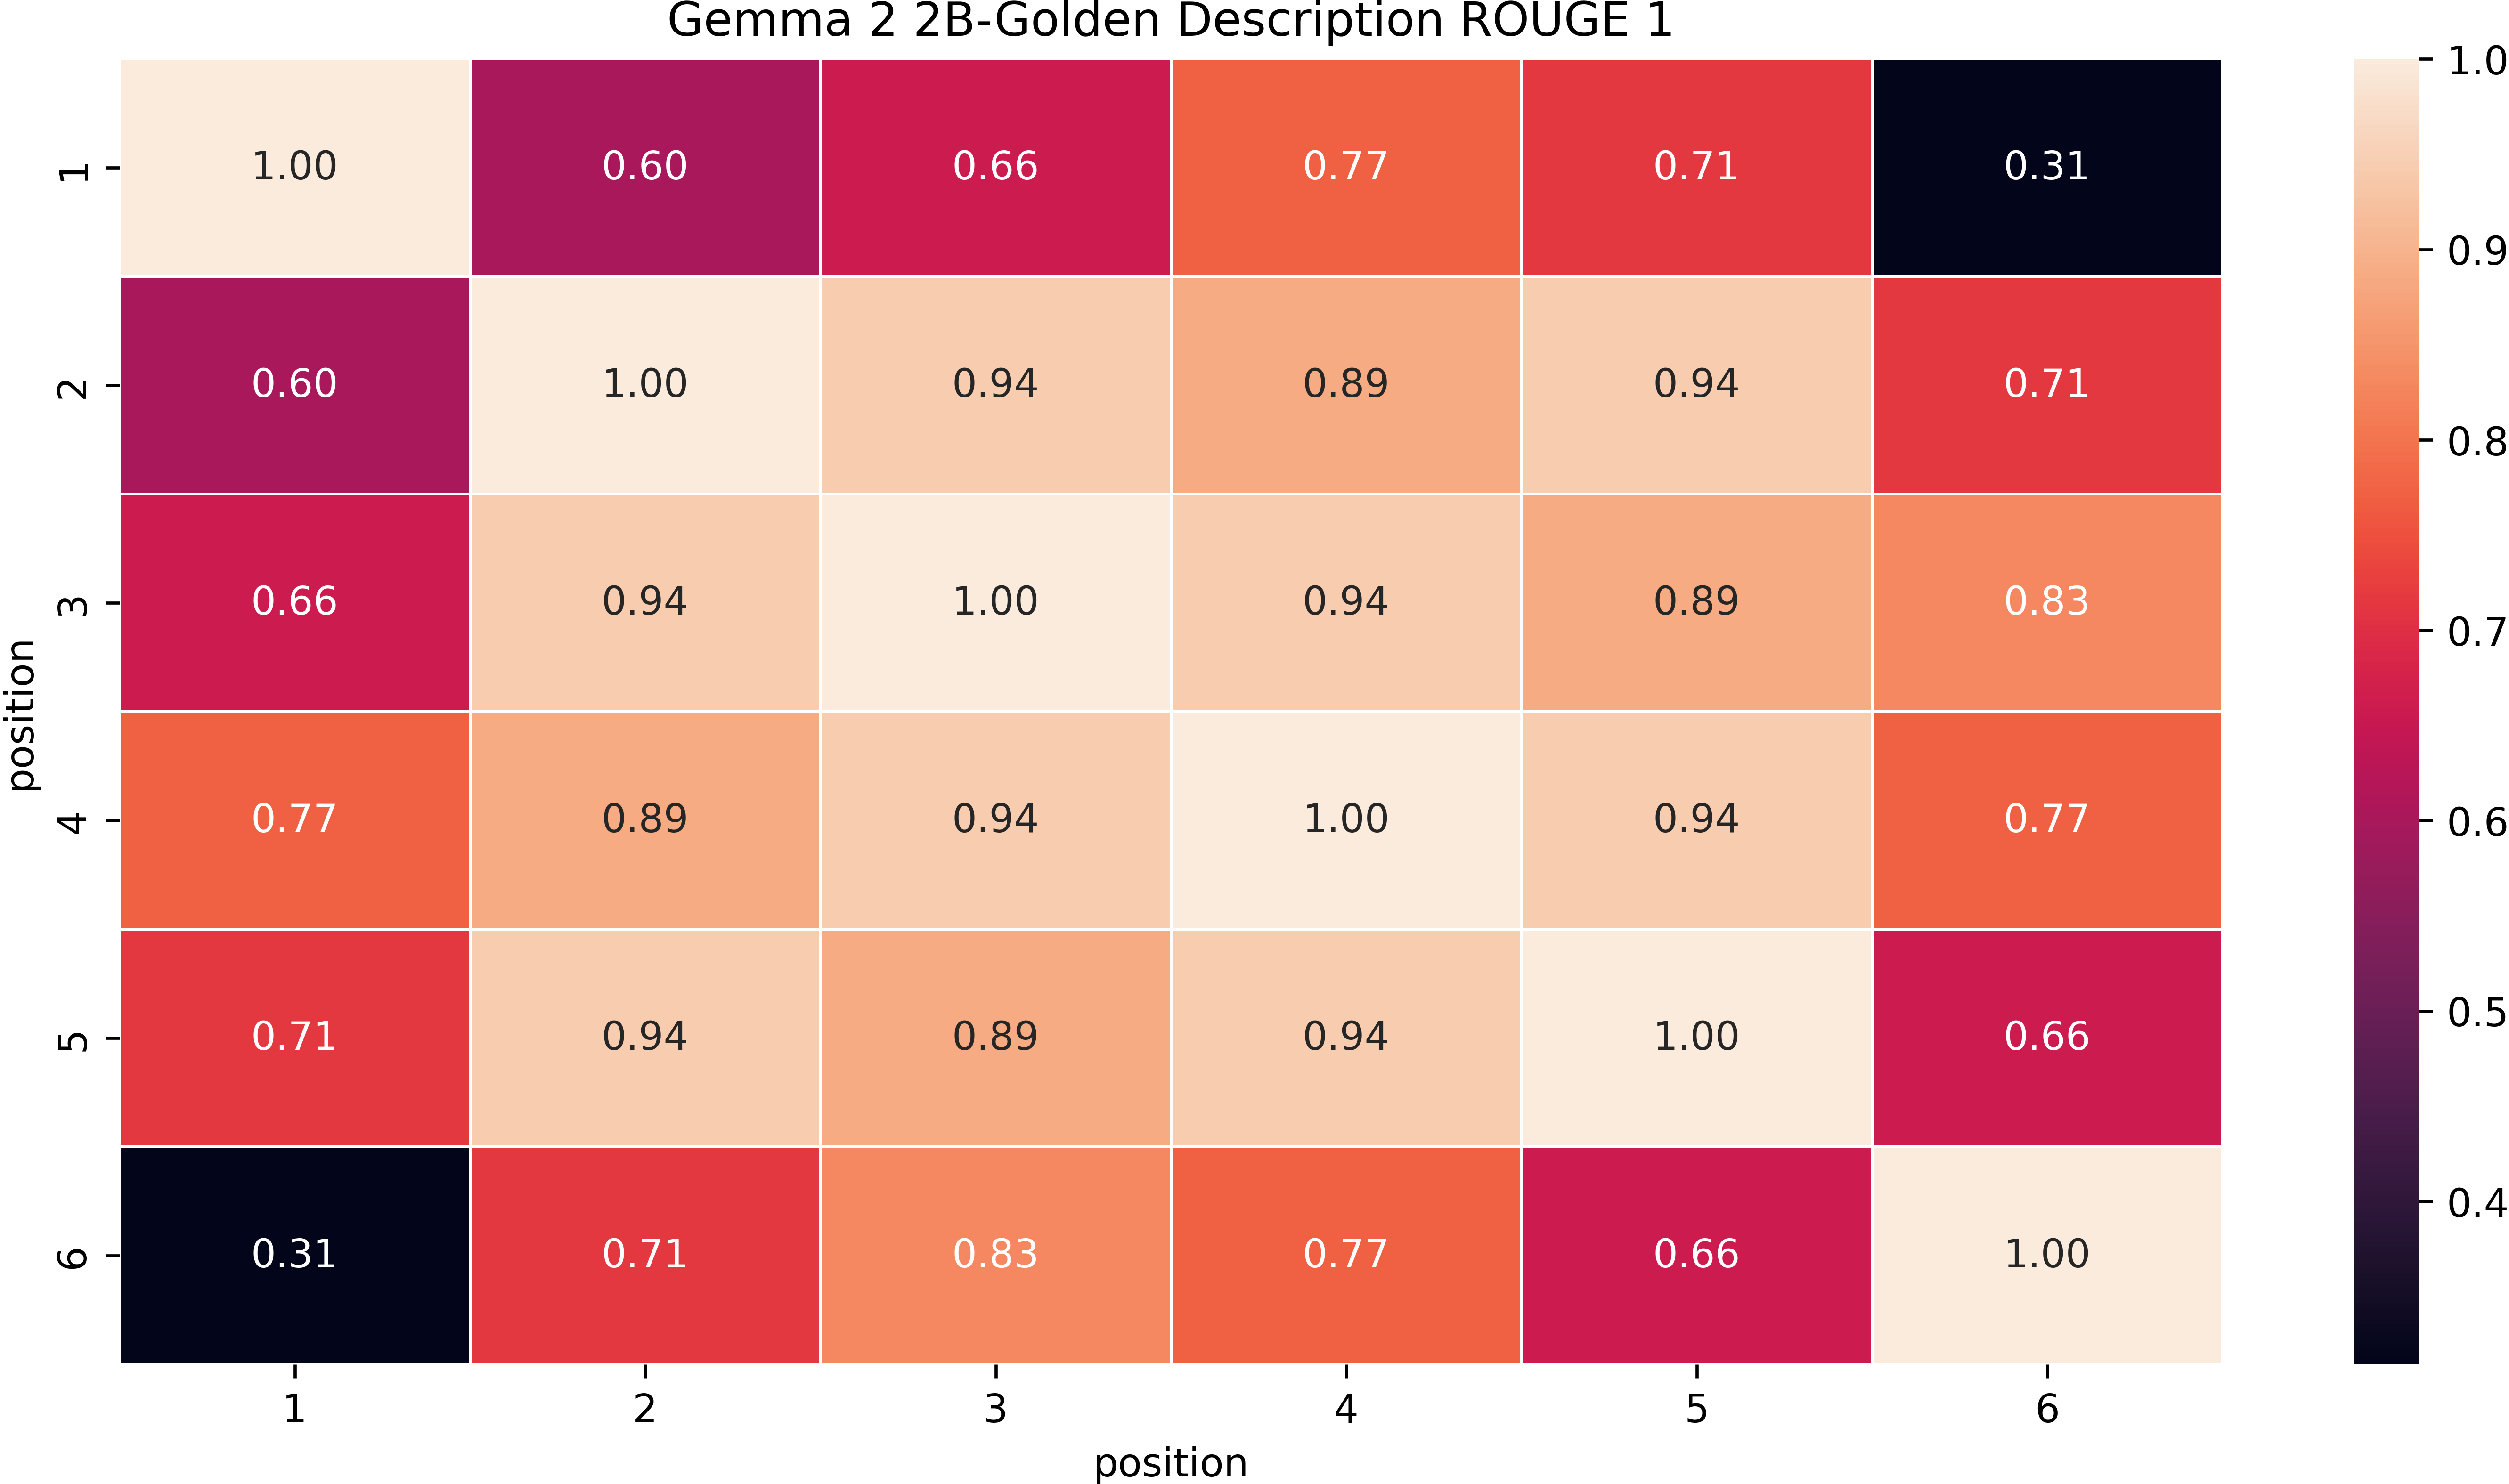 Gemma 2 2B-Golden Description ROUGE 1
1.0
1 1.00 0.60 0.66 0.77 0.71 0.31
0.9
2 0.60 1.00 0.94 0.89 0.94 0.71
0.8
3 0.66 0.94 1.00 0.94 0.89 0.83
0.7
position
4 0.77 0.89 0.94 1.00 0.94 0.77
0.6
5 0.71 0.94 0.89 0.94 1.00 0.66
0.5
6 0.31 0.71 0.83 0.77 0.66 1.00
0.4
1 2 3 4 5 6
position